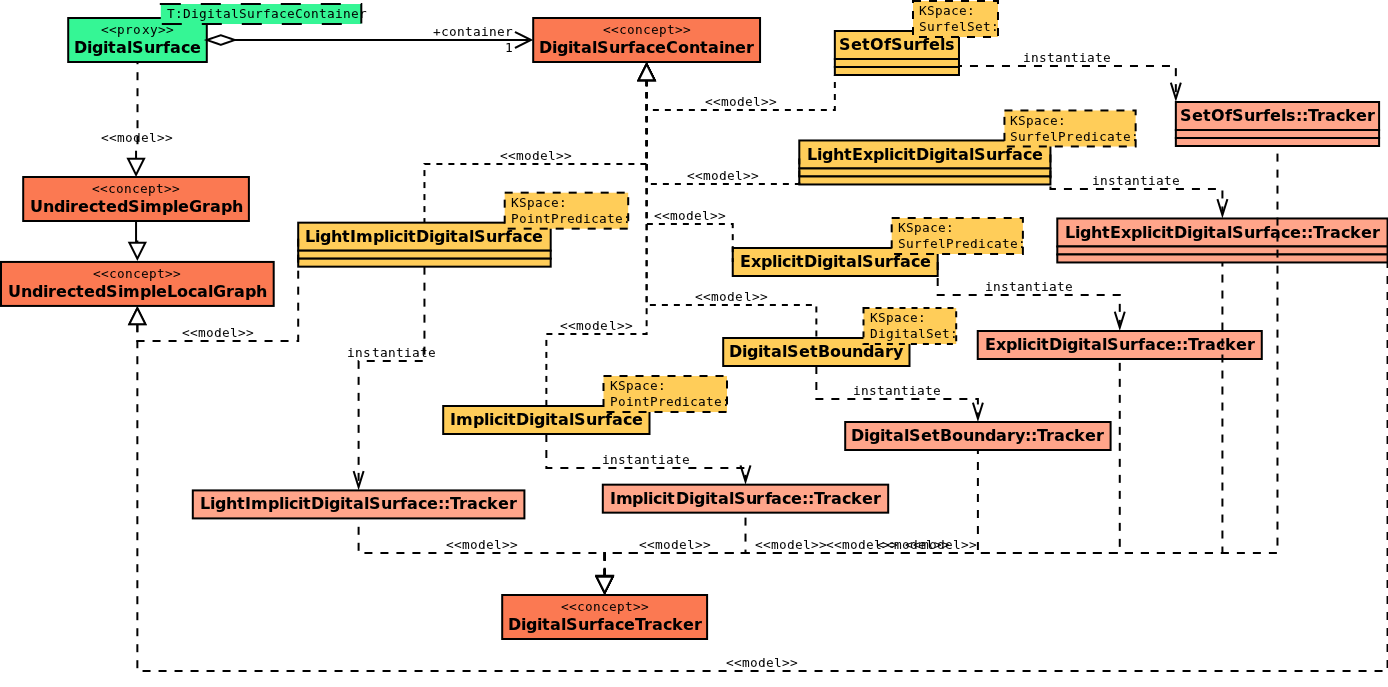 T:DigitalSurfaceContainer
<<proxy>>
DigitalSurface
+container
1
<<concept>>
DigitalSurfaceContainer
KSpace:
SurfelSet:
SetOfSurfels
instantiate
<<model>>
SetOfSurfels::Tracker
KSpace:
SurfelPredicate:
LightExplicitDigitalSurface
<<model>>
<<model>>
<<model>>
instantiate
<<concept>>
UndirectedSimpleGraph
KSpace:
PointPredicate:
LightImplicitDigitalSurface
<<model>>
KSpace:
SurfelPredicate:
ExplicitDigitalSurface
LightExplicitDigitalSurface::Tracker
<<concept>>
UndirectedSimpleLocalGraph
instantiate
<<model>>
<<model>>
<<model>>
KSpace:
DigitalSet:
DigitalSetBoundary
ExplicitDigitalSurface::Tracker
instantiate
instantiate
KSpace:
PointPredicate:
ImplicitDigitalSurface
DigitalSetBoundary::Tracker
instantiate
LightImplicitDigitalSurface::Tracker
ImplicitDigitalSurface::Tracker
<<model>>
<<model>>
<<model>>
<<model>>
<<model>>
<<concept>>
DigitalSurfaceTracker
<<model>>